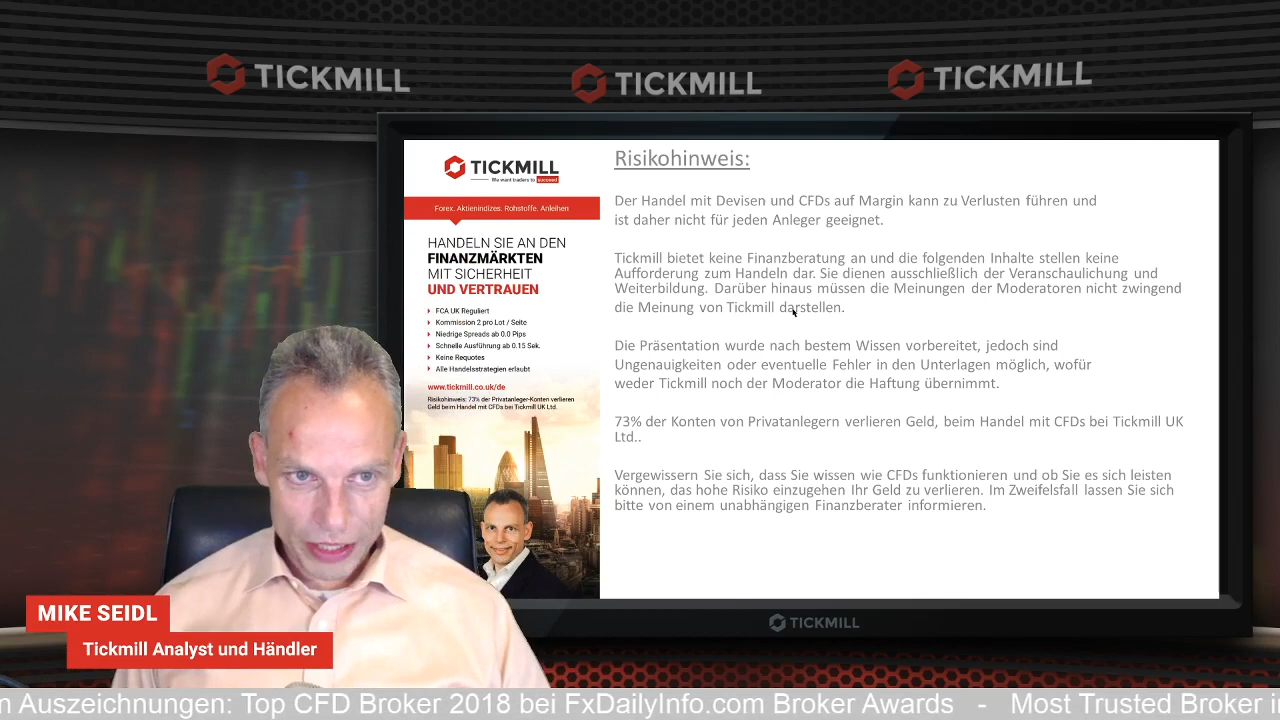 TICKMILL
TICKMILL
TICKMILL
TICKMILL
We want traders to succeed
Forex. Aktienindizes. Rohstoffe. Anleihen
HANDELN SIE AN DEN
FINANZMÄRKTEN
MIT SICHERHEIT
UND VERTRAUEN
FCA UK Reguliert
Kommission 2 pro Lot / Seite
Niedrige Spreads ab 0.0 Pips
Schnelle Ausführung ab 0.15 Sek.
Keine Requotes
Alle Handelsstrategien erlaubt
www.tickmill.co.uk/de
Risikohinweis: 73% der Privatanleger-Konten verlieren
Geld beim Handel mit CFDs bei Tickmill UK Ltd.
Risikohinweis:
Der Handel mit Devisen und CFDs auf Margin kann zu Verlusten führen und
ist daher nicht für jeden Anleger geeignet.
Tickmill bietet keine Finanzberatung an und die folgenden Inhalte stellen keine
Aufforderung zum Handeln dar. Sie dienen ausschließlich der Veranschaulichung und
Weiterbildung. Darüber hinaus müssen die Meinungen der Moderatoren nicht zwingend
die Meinung von Tickmill darstellen.
Die Präsentation wurde nach bestem Wissen vorbereitet, jedoch sind
Ungenauigkeiten oder eventuelle Fehler in den Unterlagen möglich, wofür
weder Tickmill noch der Moderator die Haftung übernimmt.
73% der Konten von Privatanlegern verlieren Geld, beim Handel mit CFDs bei Tickmill UK
Ltd..
Vergewissern Sie sich, dass Sie wissen wie CFDs funktionieren und ob Sie es sich leisten
können, das hohe Risiko einzugehen Ihr Geld zu verlieren. Im Zweifelsfall lassen Sie sich
bitte von einem unabhängigen Finanzberater informieren.
TICKMILL
MIKE SEIDL
Tickmill Analyst und Händler
Auszeichnungen: Top CFD Broker 2018 bei FxDailyInfo.com Broker Awards - Most Trusted Broker